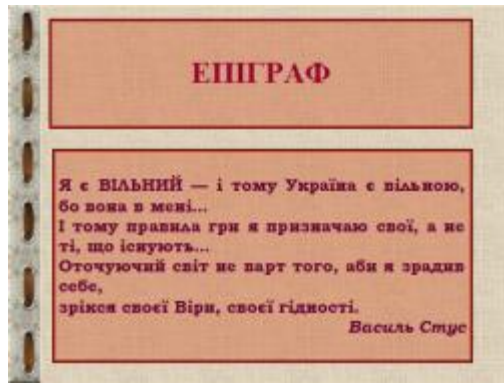 ЕПІГРАФ
Я є ВІЛЬНИЙ — і тому Україна є вільною,
бо вона в мені...
І тому правила гри я призначаю свої, а не
ті, що існують...
Оточуючий світ не варт того, аби я зрадив
себе,
зрікся своєї Віри, своєї гідності.
Василь Стус